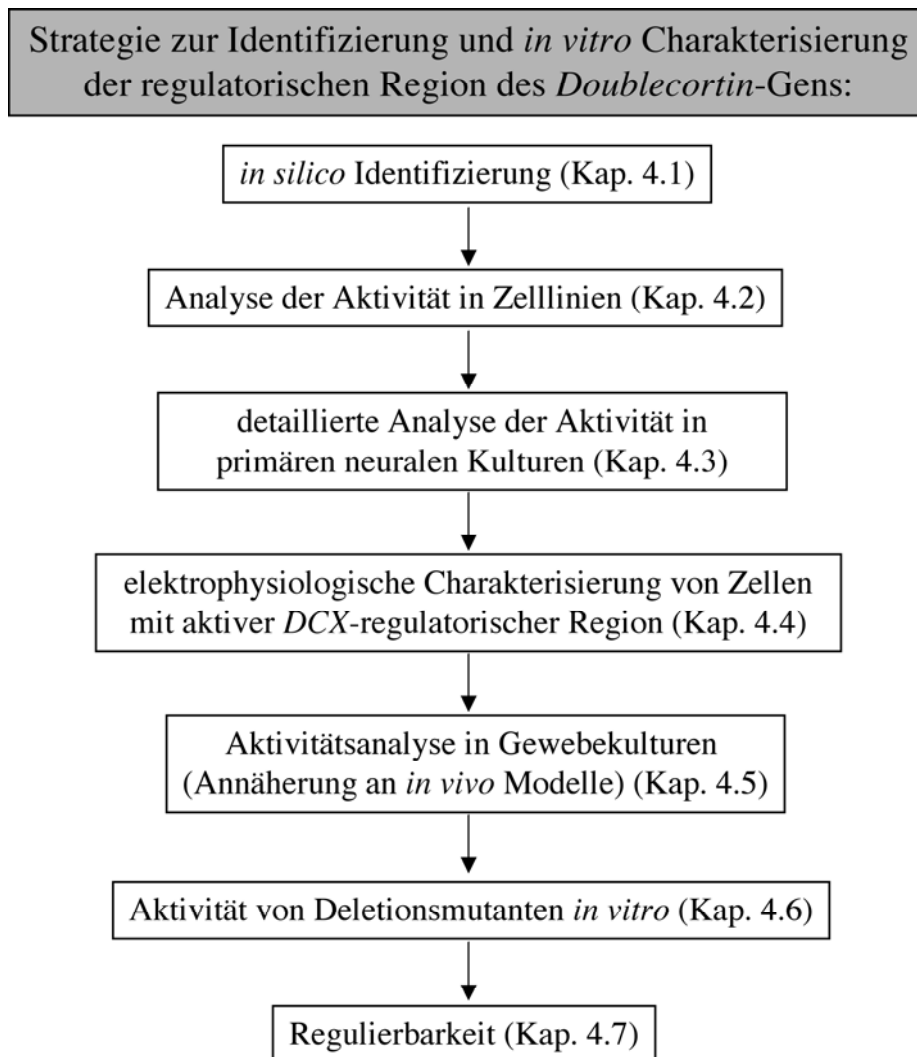 Strategie zur Identifizierung und in vitro Charakterisierung
der regulatorischen Region des Doublecortin-Gens:
in silico Identifizierung (Kap. 4.1)
Analyse der Aktivität in Zelllinien (Kap. 4.2)
detaillierte Analyse der Aktivität in
primären neuralen Kulturen (Kap. 4.3)
elektrophysiologische Charakterisierung von Zellen
mit aktiver DCX-regulatorischer Region (Kap. 4.4)
Aktivitätsanalyse in Gewebekulturen
(Annäherung an in vivo Modelle) (Kap. 4.5)
Aktivität von Deletionsmutanten in vitro (Kap. 4.6)
Regulierbarkeit (Kap. 4.7)